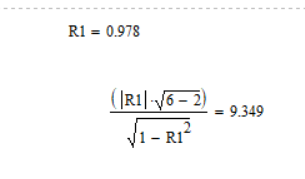 R1 = 0.978
(|R1|·√6 − 2)
√1 − R1² = 9.349